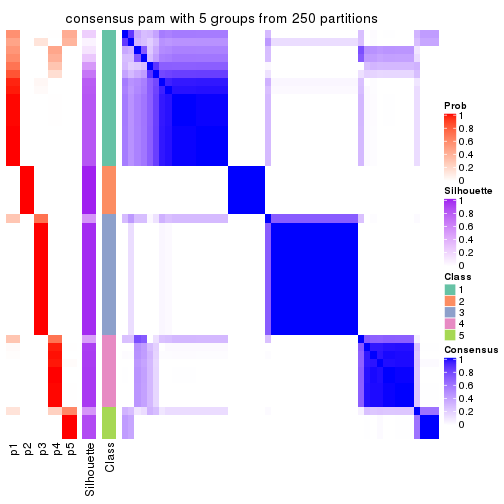 consensus pam with 5 groups from 250 partitions
Prob
1
0.8
0.6
0.4
0.2
0
Silhouette
1
0.8
0.6
0.4
0.2
0
Class
1
2
3
4
5
Consensus
1
0.8
0.6
0.4
0.2
0
p1
p2
p3
p4
p5
Silhouette
Class